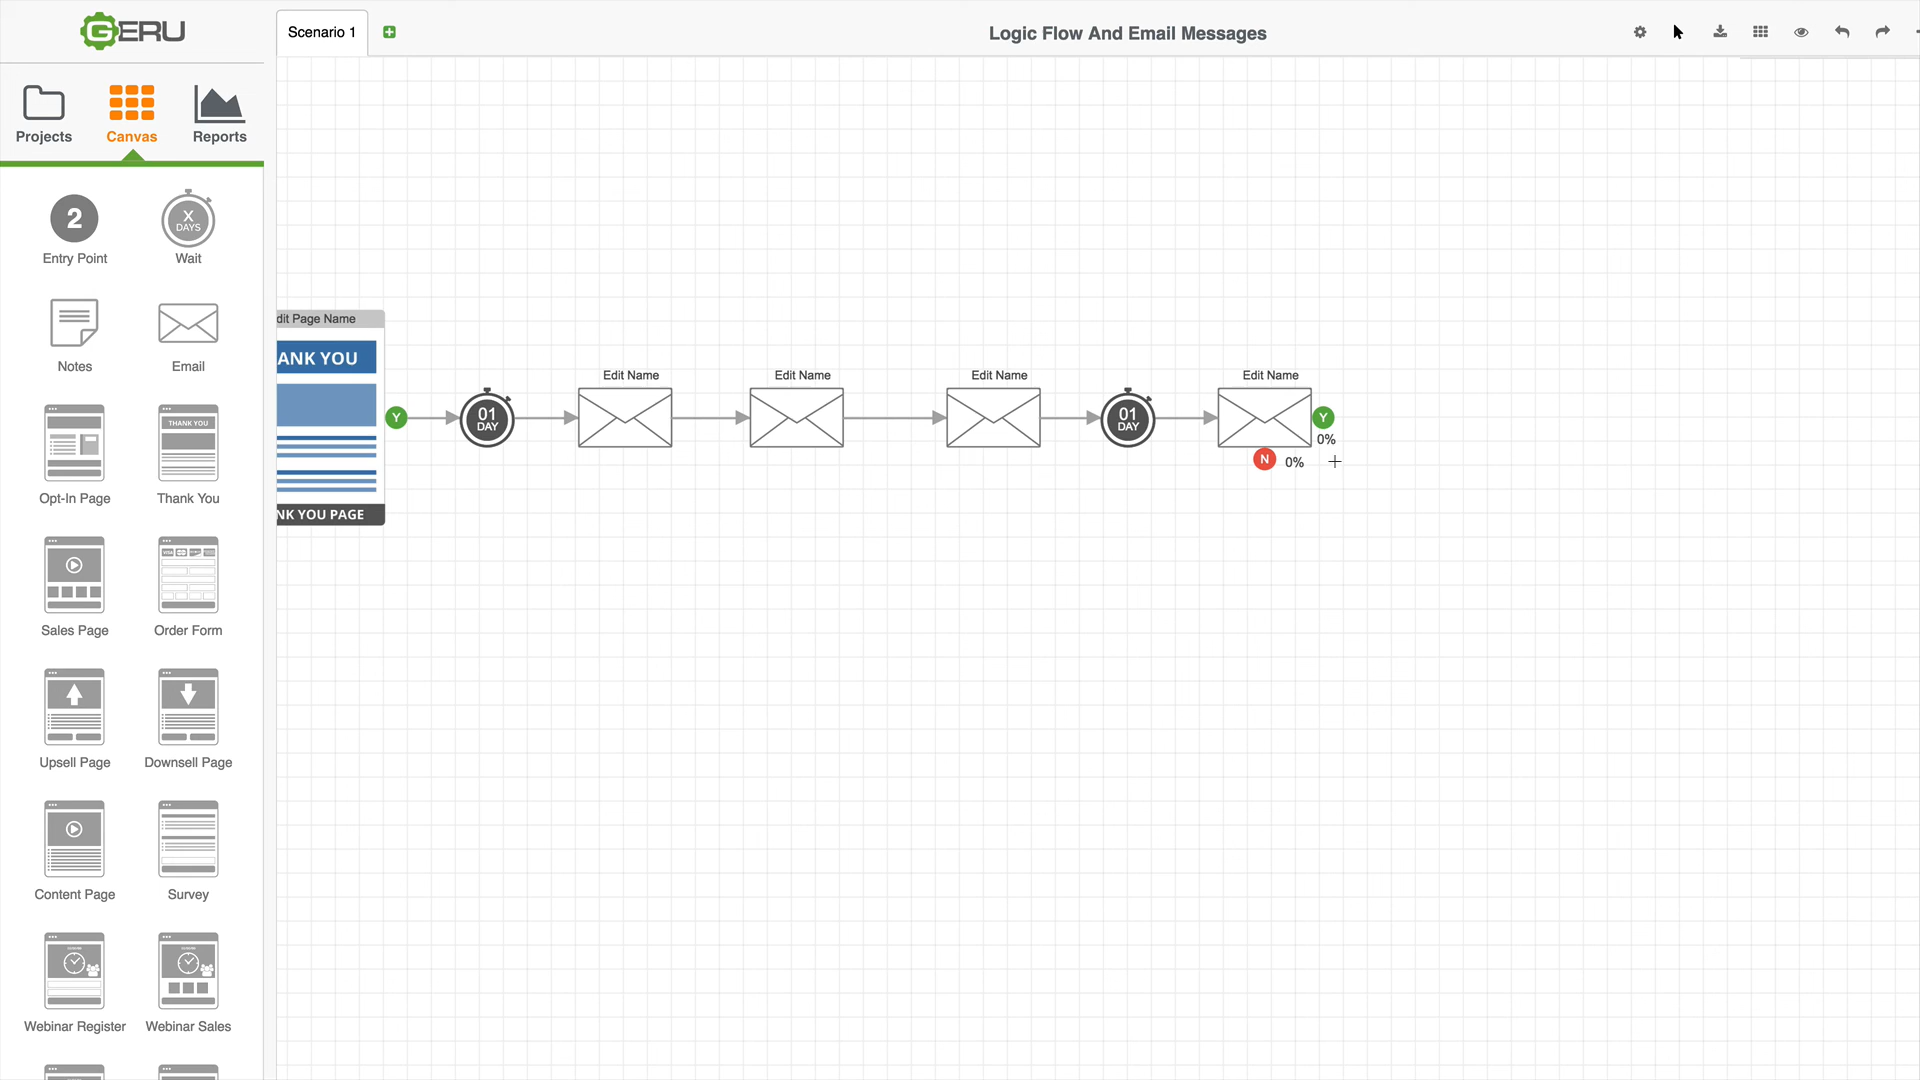 GERU
Scenario 1
Logic Flow And Email Messages
Projects
Canvas
Reports
2
X
DAYS
Entry Point
Wait
Notes
Email
THANK YOU
Opt-In Page
Thank You
Sales Page
Order Form
Upsell Page
Downsell Page
Content Page
Survey
Webinar Register
Webinar Sales
dit Page Name
ANK YOU
NK YOU PAGE
Y
01
DAY
Edit Name
Edit Name
Edit Name
01
DAY
Edit Name
Y
0%
N
0%